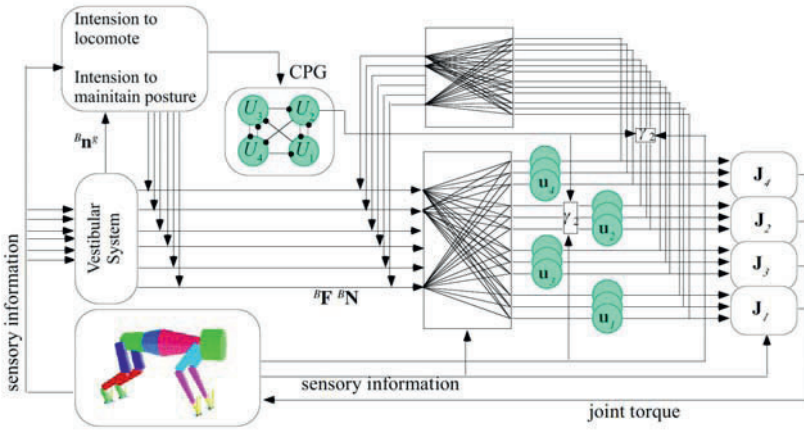 Intension to
locomote
Intension to
mainitain posture
CPG
U₃
U₂
U₄
U₁
ᴮnᵍ
Vestibular
System
ᴮF ᴮN
γ₂
γ₂
u₄
u₂
u₃
u₁
J₄
J₂
J₃
J₁
sensory information
sensory information
joint torque